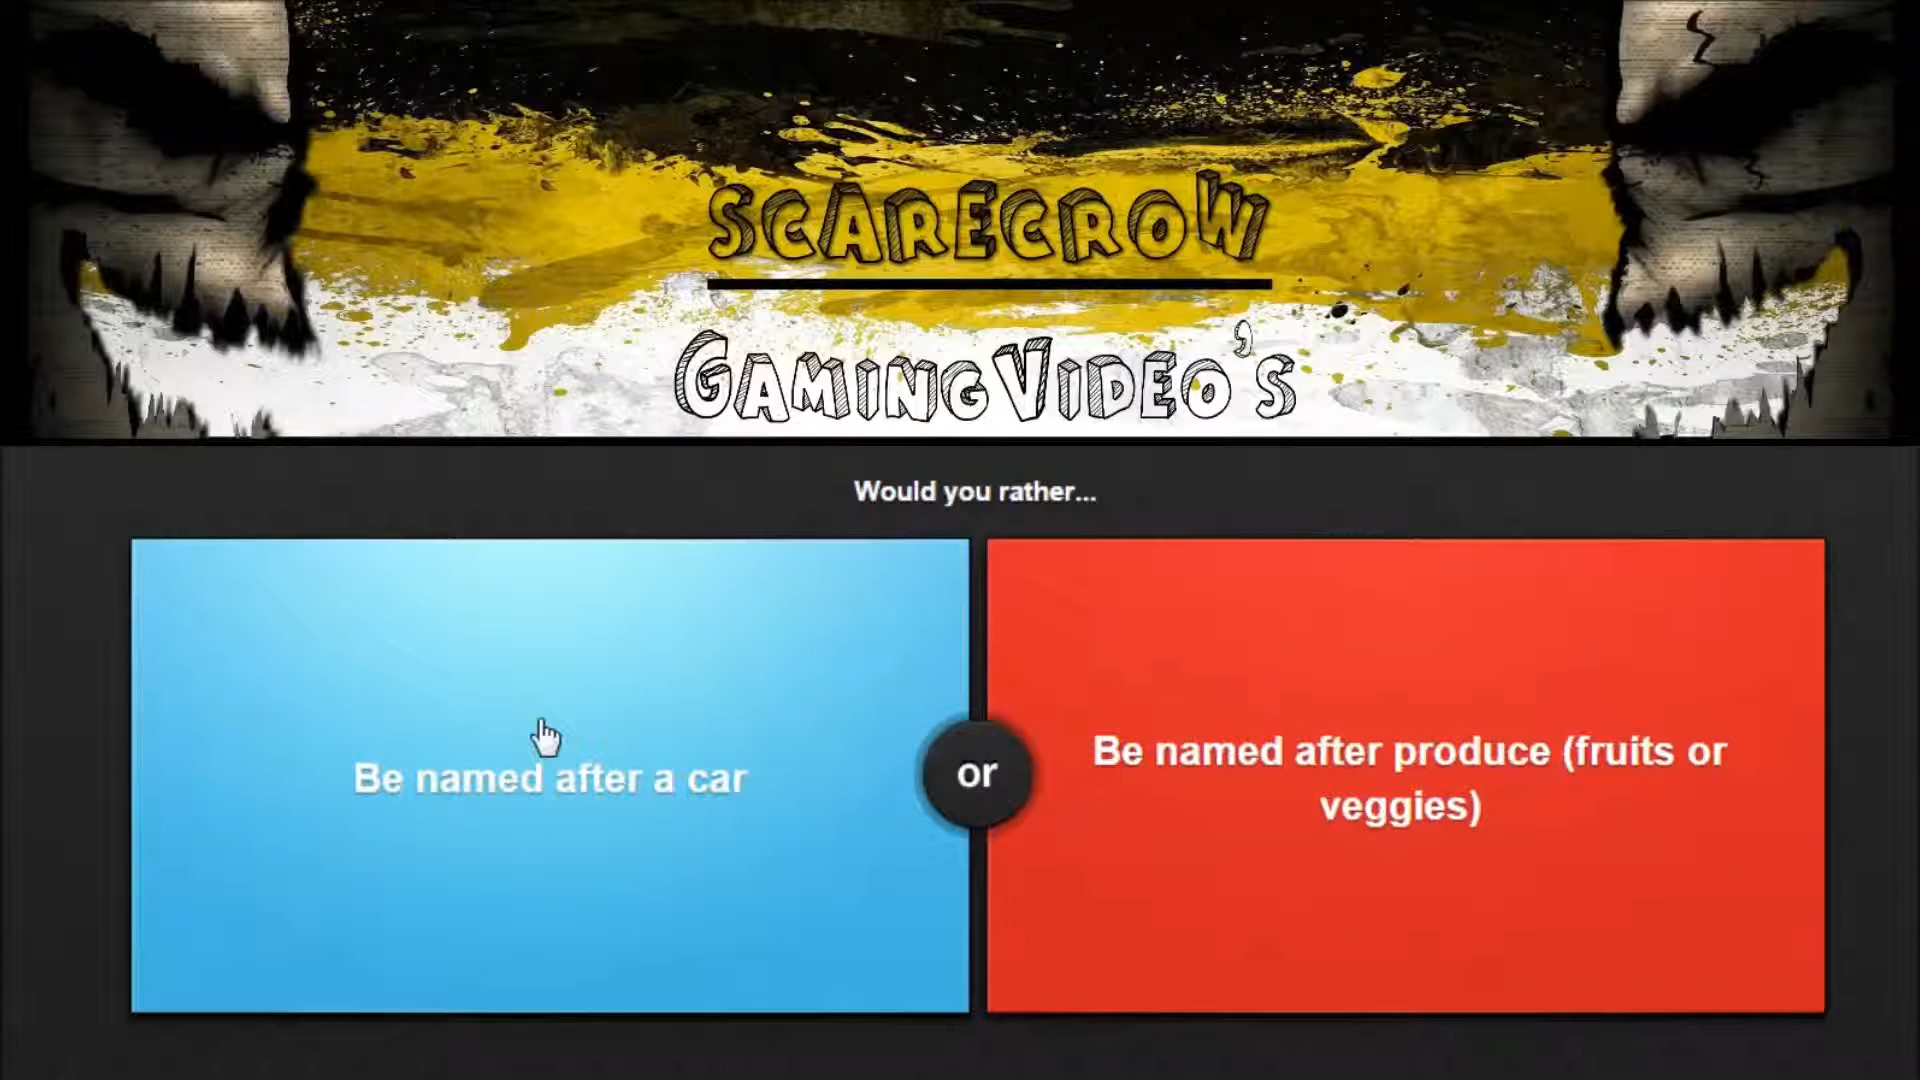 SCARECROW
GAMINGVIDEO'S
Would you rather...
Be named after a car
or
Be named after produce (fruits or
veggies)